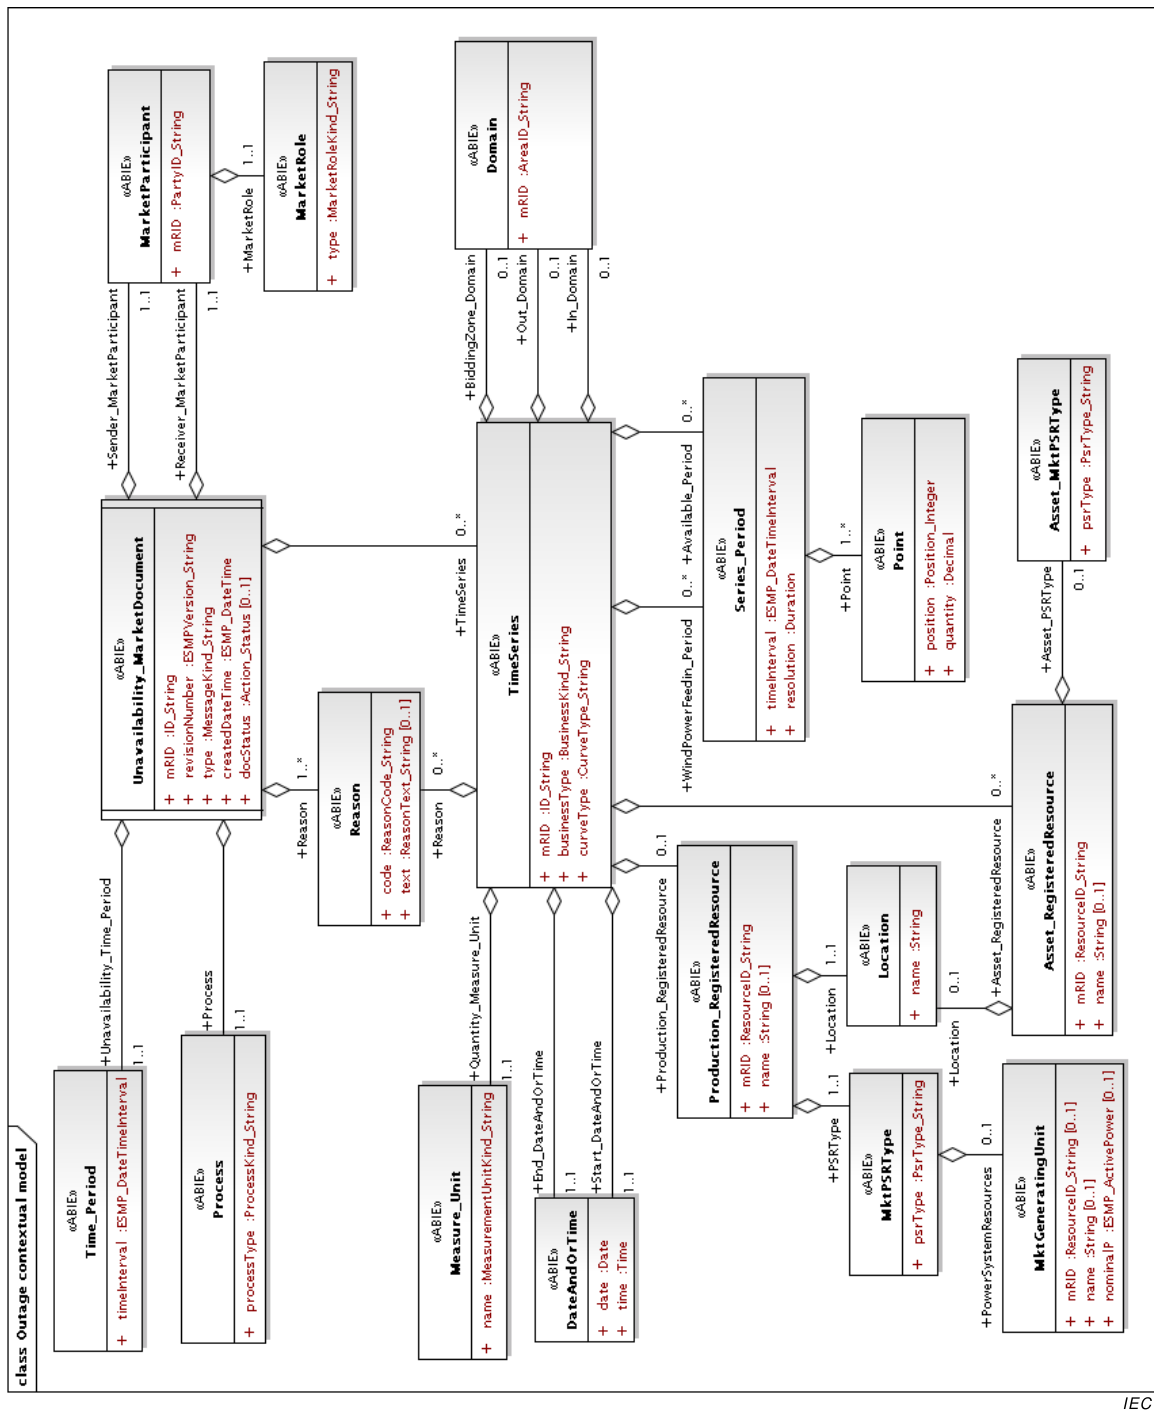 class Outage contextual model
«ABIE»
Time_Period
+ timeInterval :ESMP_DateTimeInterval
+Unavailability_Time_Period
1..1
«ABIE»
Process
+ processType :ProcessKind_String
+Process
1..1
«ABIE»
Unavailability_MarketDocument
+ mRID :ID_String
+ revisionNumber :ESMPVersion_String
+ type :MessageKind_String
+ createdDateTime :ESMP_DateTime
+ docStatus :Action_Status [0..1]
+Sender_MarketParticipant
1..1
+Receiver_MarketParticipant
1..1
«ABIE»
MarketParticipant
+ mRID :PartyID_String
+MarketRole
1..1
«ABIE»
MarketRole
+ type :MarketRoleKind_String
+Reason
1..*
«ABIE»
Reason
+ code :ReasonCode_String
+ text :ReasonText_String [0..1]
+Reason
0..*
+TimeSeries
0..*
«ABIE»
Measure_Unit
+ name :MeasurementUnitKind_String
+Quantity_Measure_Unit
1..1
«ABIE»
DateAndOrTime
+ date :Date
+ time :Time
+End_DateAndOrTime
1..1
+Start_DateAndOrTime
1..1
«ABIE»
TimeSeries
+ mRID :ID_String
+ businessType :BusinessKind_String
+ curveType :CurveType_String
+BiddingZone_Domain
0..1
+Out_Domain
0..1
+In_Domain
0..1
«ABIE»
Domain
+ mRID :AreaID_String
+Production_RegisteredResource
0..1
«ABIE»
Production_RegisteredResource
+ mRID :ResourceID_String
+ name :String [0..1]
+WindPowerFeedin_Period
0..*
+Available_Period
0..*
«ABIE»
Series_Period
+ timeInterval :ESMP_DateTimeInterval
+ resolution :Duration
+Point
1..*
«ABIE»
Point
+ position :Position_Integer
+ quantity :Decimal
+PSRType
1..1
«ABIE»
MktPSRType
+ psrType :PsrType_String
+Location
1..1
«ABIE»
Location
+ name :String
+Location
0..1
+PowerSystemResources
0..1
«ABIE»
MktGeneratingUnit
+ mRID :ResourceID_String [0..1]
+ name :String [0..1]
+ nominalP :ESMP_ActivePower [0..1]
+Asset_RegisteredResource
0..*
«ABIE»
Asset_RegisteredResource
+ mRID :ResourceID_String
+ name :String [0..1]
+Asset_PSRType
0..1
«ABIE»
Asset_MktPSRType
+ psrType :PsrType_String
IEC